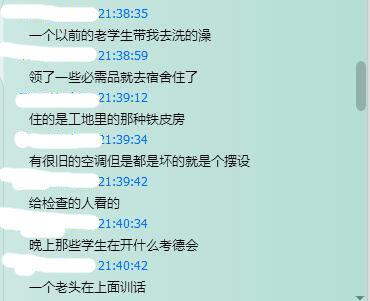 21:38:35
一个以前的老学生带我去洗的澡
21:38:59
领了一些必需品就去宿舍住了
21:39:12
住的是工地里的那种铁皮房
21:39:34
有很旧的空调但是都是坏的就是个摆设
21:39:42
给检查的人看的
21:40:34
晚上那些学生在开什么考德会
21:40:42
一个老头在上面训话